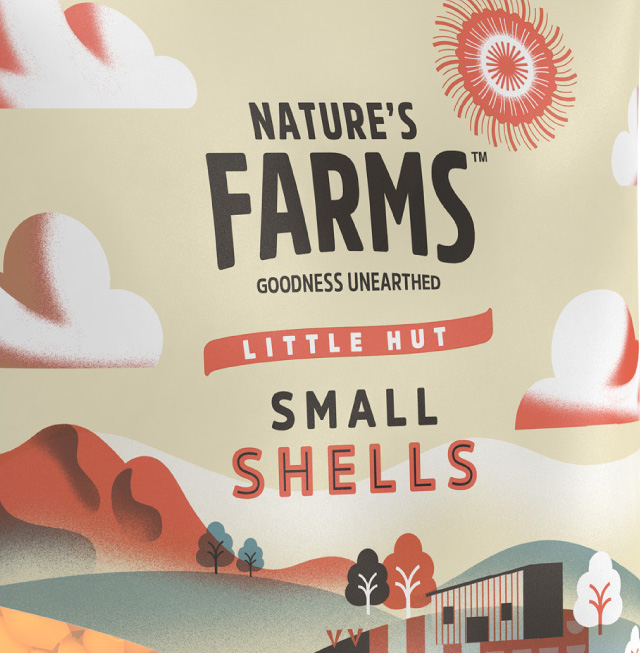 NATURE'S
FARMS™
GOODNESS UNEARTHED
LITTLE HUT
SMALL
SHELLS